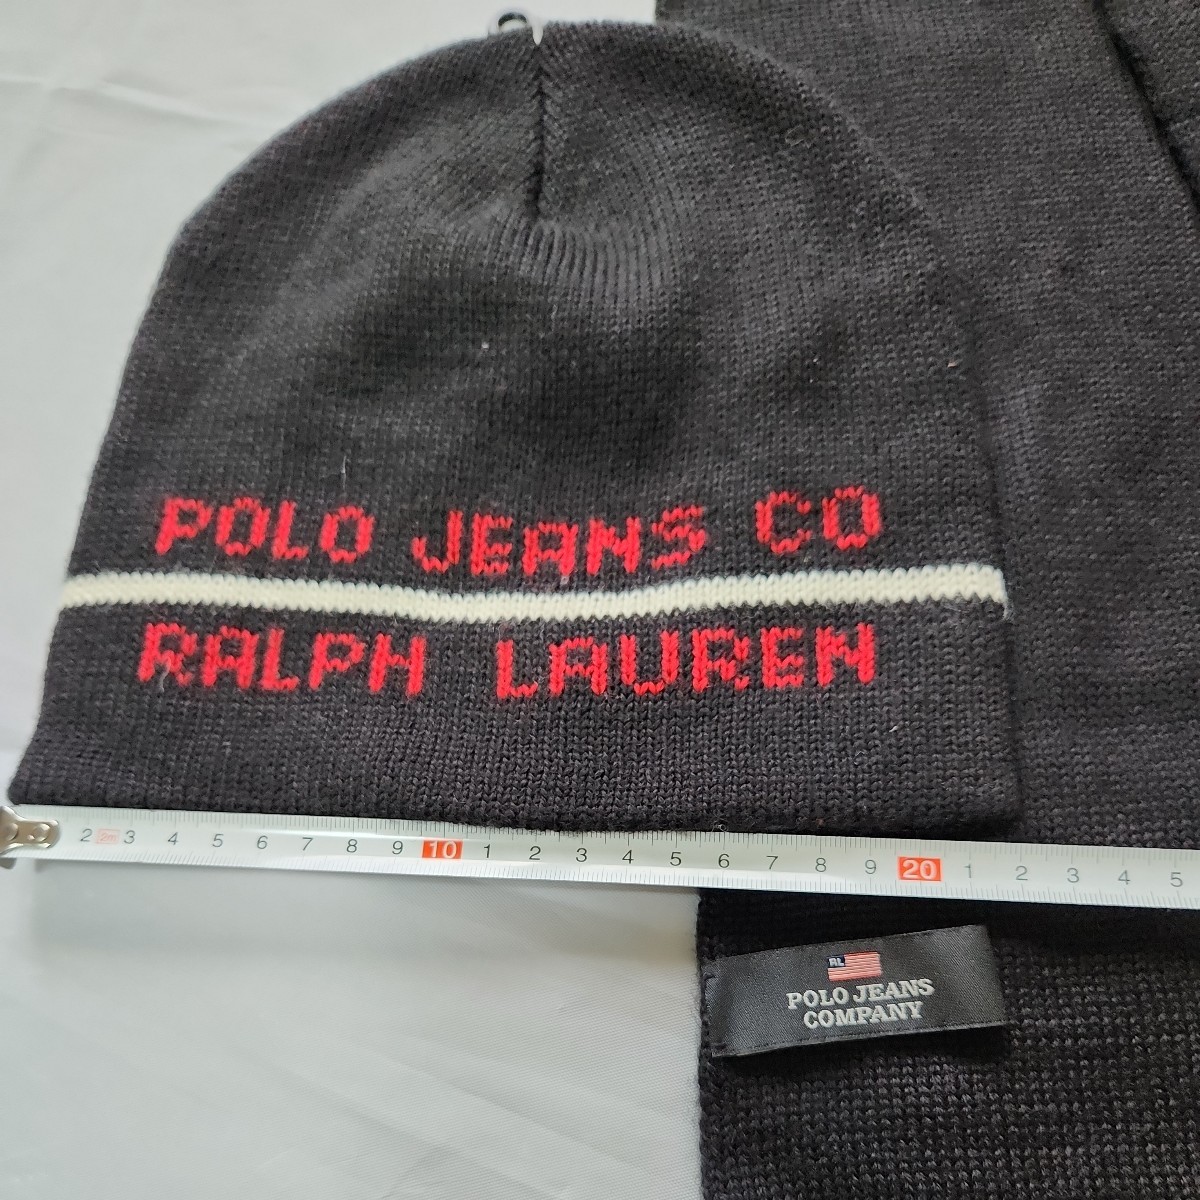 POLO JEANS CO
RALPH LAUREN
2 2m 3 4 5 6 7 8 9 10 1 2 3 4 5 6 7 8 9 20 1 2 3 4 5
RL
POLO JEANS
COMPANY